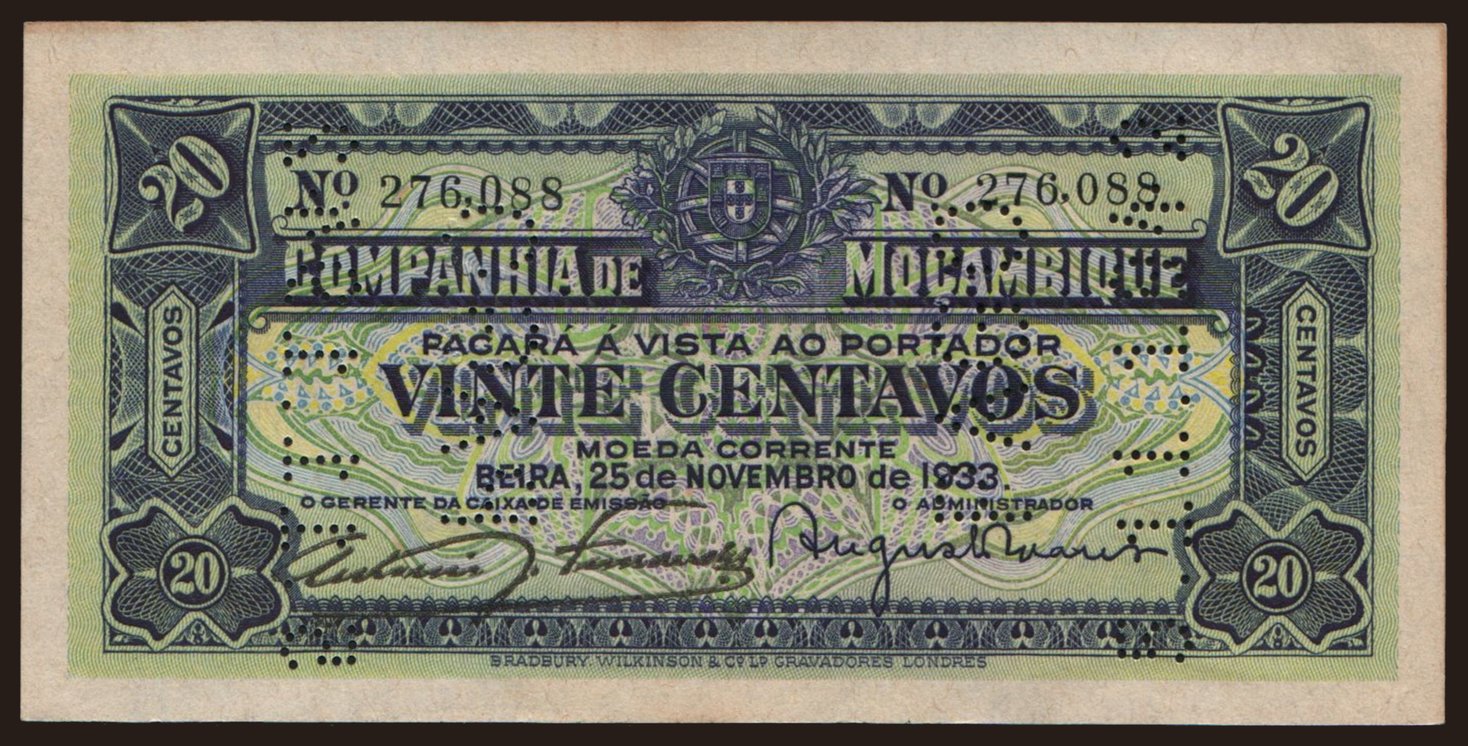 20 20
Nº 276,088 Nº 276,088
COMPANHIA DE MOÇAMBIQUE
PAGARÁ Á VISTA AO PORTADOR
VINTE CENTAVOS
CENTAVOS CENTAVOS
MOEDA CORRENTE
BEIRA, 25 de NOVEMBRO de 1933.
O GERENTE DA CAIXA DE EMISSÃO O ADMINISTRADOR
20 20
BRADBURY, WILKINSON & Cº Lº GRAVADORES LONDRES